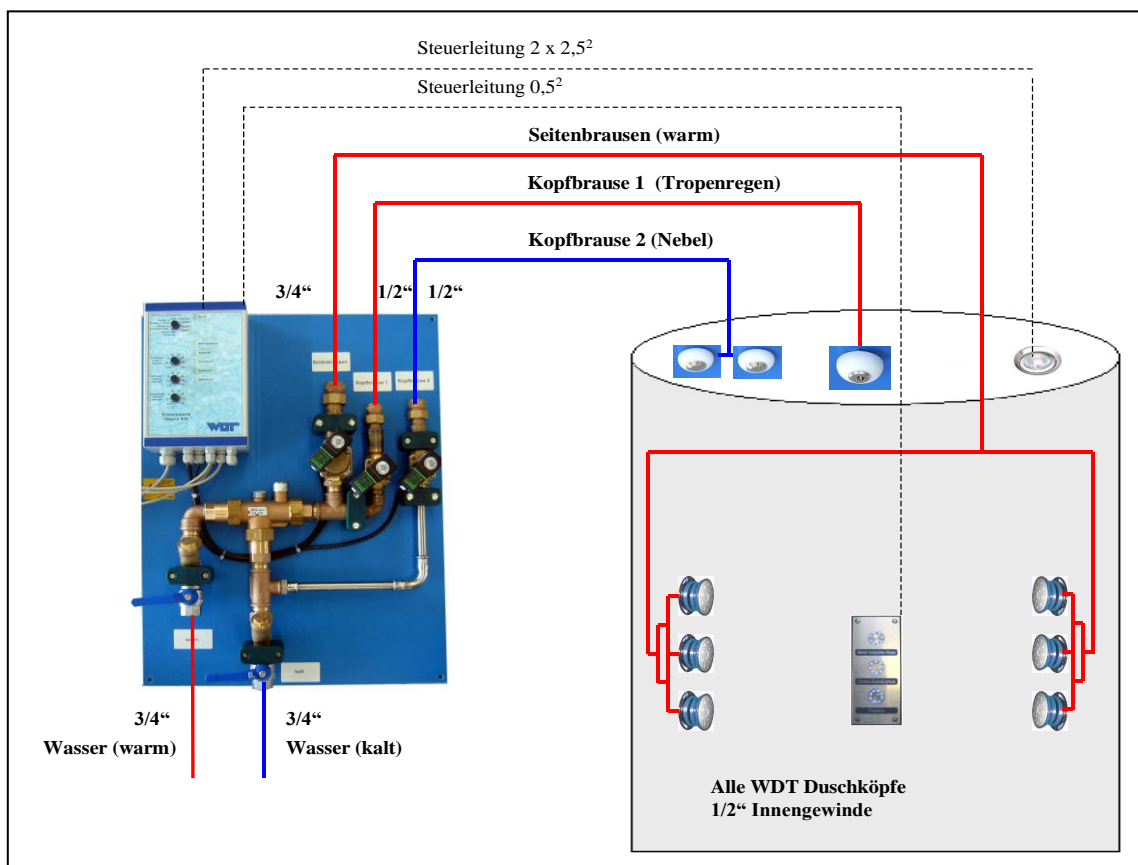 Steuerleitung 2 x 2,5²
Steuerleitung 0,5²
Seitenbrausen (warm)
Kopfbrause 1 (Tropenregen)
Kopfbrause 2 (Nebel)
3/4“
1/2“
1/2“
Seitenbrausen
Kopfbrause 1
Kopfbrause 2
WDT
kalt
3/4“
Wasser (warm)
3/4“
Wasser (kalt)
Alle WDT Duschköpfe
1/2“ Innengewinde